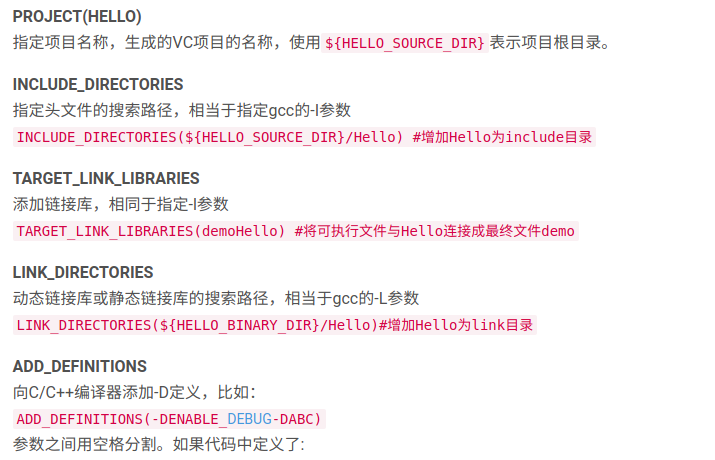 PROJECT(HELLO)
指定项目名称，生成的VC项目的名称，使用${HELLO_SOURCE_DIR}表示项目根目录。
INCLUDE_DIRECTORIES
指定头文件的搜索路径，相当于指定gcc的-I参数
INCLUDE_DIRECTORIES(${HELLO_SOURCE_DIR}/Hello) #增加Hello为include目录
TARGET_LINK_LIBRARIES
添加链接库，相同于指定-l参数
TARGET_LINK_LIBRARIES(demoHello) #将可执行文件与Hello连接成最终文件demo
LINK_DIRECTORIES
动态链接库或静态链接库的搜索路径，相当于gcc的-L参数
LINK_DIRECTORIES(${HELLO_BINARY_DIR}/Hello)#增加Hello为link目录
ADD_DEFINITIONS
向C/C++编译器添加-D定义，比如：
ADD_DEFINITIONS(-DENABLE_DEBUG-DABC)
参数之间用空格分割。如果代码中定义了: